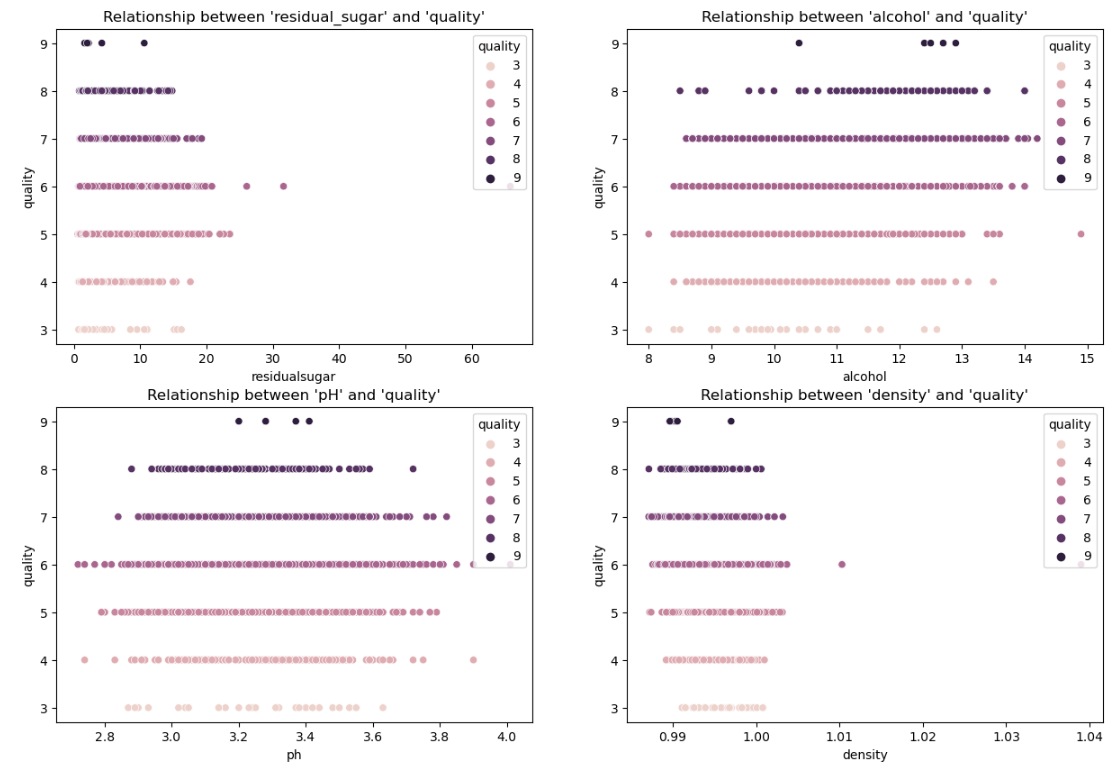 Relationship between 'residual_sugar' and 'quality'
quality
9
8
7
6
5
4
3
quality
3
4
5
6
7
8
9
0 10 20 30 40 50 60
residualsugar
Relationship between 'alcohol' and 'quality'
quality
9
8
7
6
5
4
3
quality
3
4
5
6
7
8
9
8 9 10 11 12 13 14 15
alcohol
Relationship between 'pH' and 'quality'
quality
9
8
7
6
5
4
3
quality
3
4
5
6
7
8
9
2.8 3.0 3.2 3.4 3.6 3.8 4.0
ph
Relationship between 'density' and 'quality'
quality
9
8
7
6
5
4
3
quality
3
4
5
6
7
8
9
0.99 1.00 1.01 1.02 1.03 1.04
density